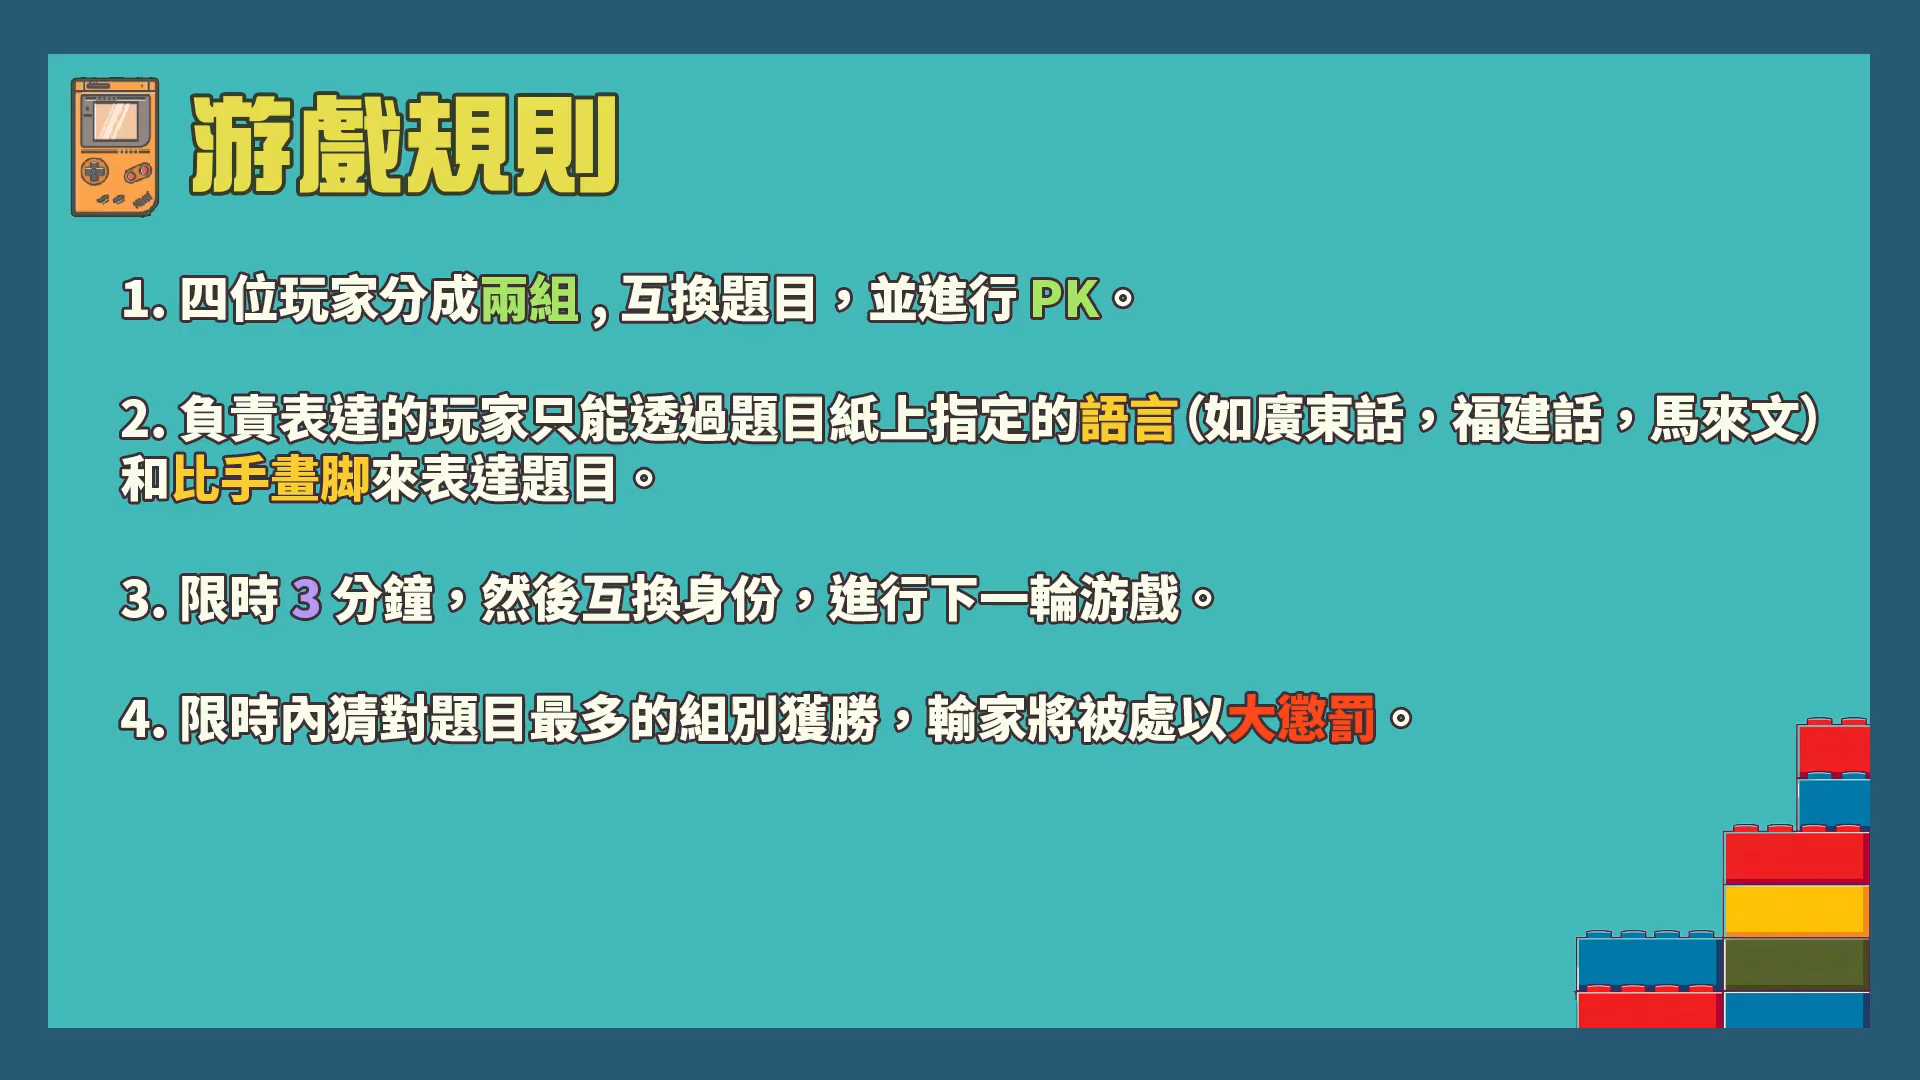 游戲規則
1. 四位玩家分成兩組 , 互換題目，並進行 PK。
2. 負責表達的玩家只能透過題目紙上指定的語言（如廣東話，福建話，馬來文）
和比手畫脚來表達題目。
3. 限時 3 分鐘，然後互換身份，進行下一輪游戲。
4. 限時內猜對題目最多的組別獲勝，輸家將被處以大懲罰。